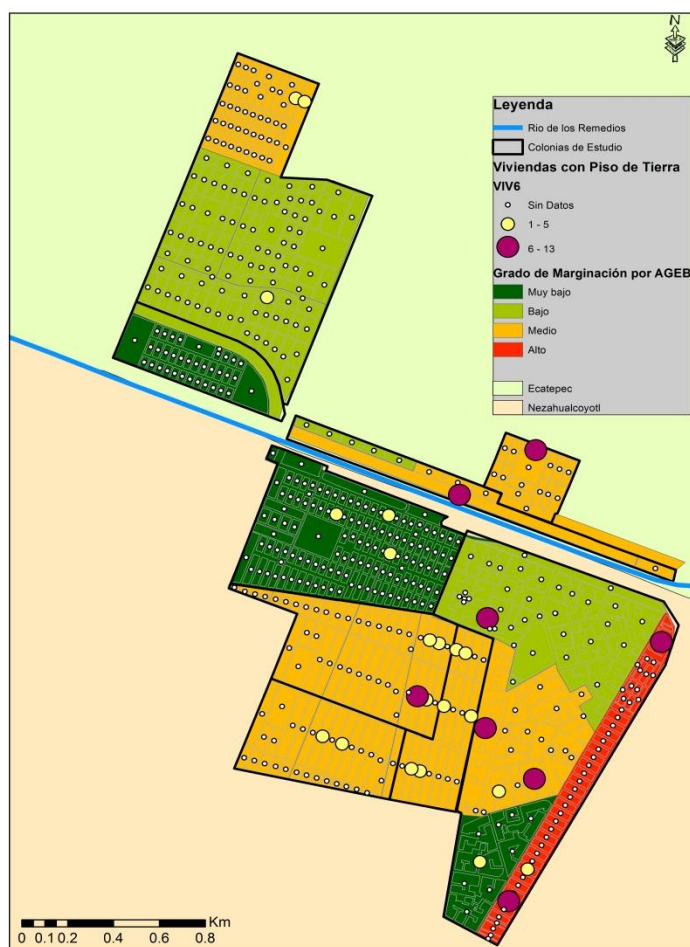 N
Leyenda
Rio de los Remedios
Colonias de Estudio
Viviendas con Piso de Tierra
VIV6
Sin Datos
1 - 5
6 - 13
Grado de Marginación por AGEB
Muy bajo
Bajo
Medio
Alto
Ecatepec
Nezahualcoyotl
Km
0 0.1 0.2 0.4 0.6 0.8